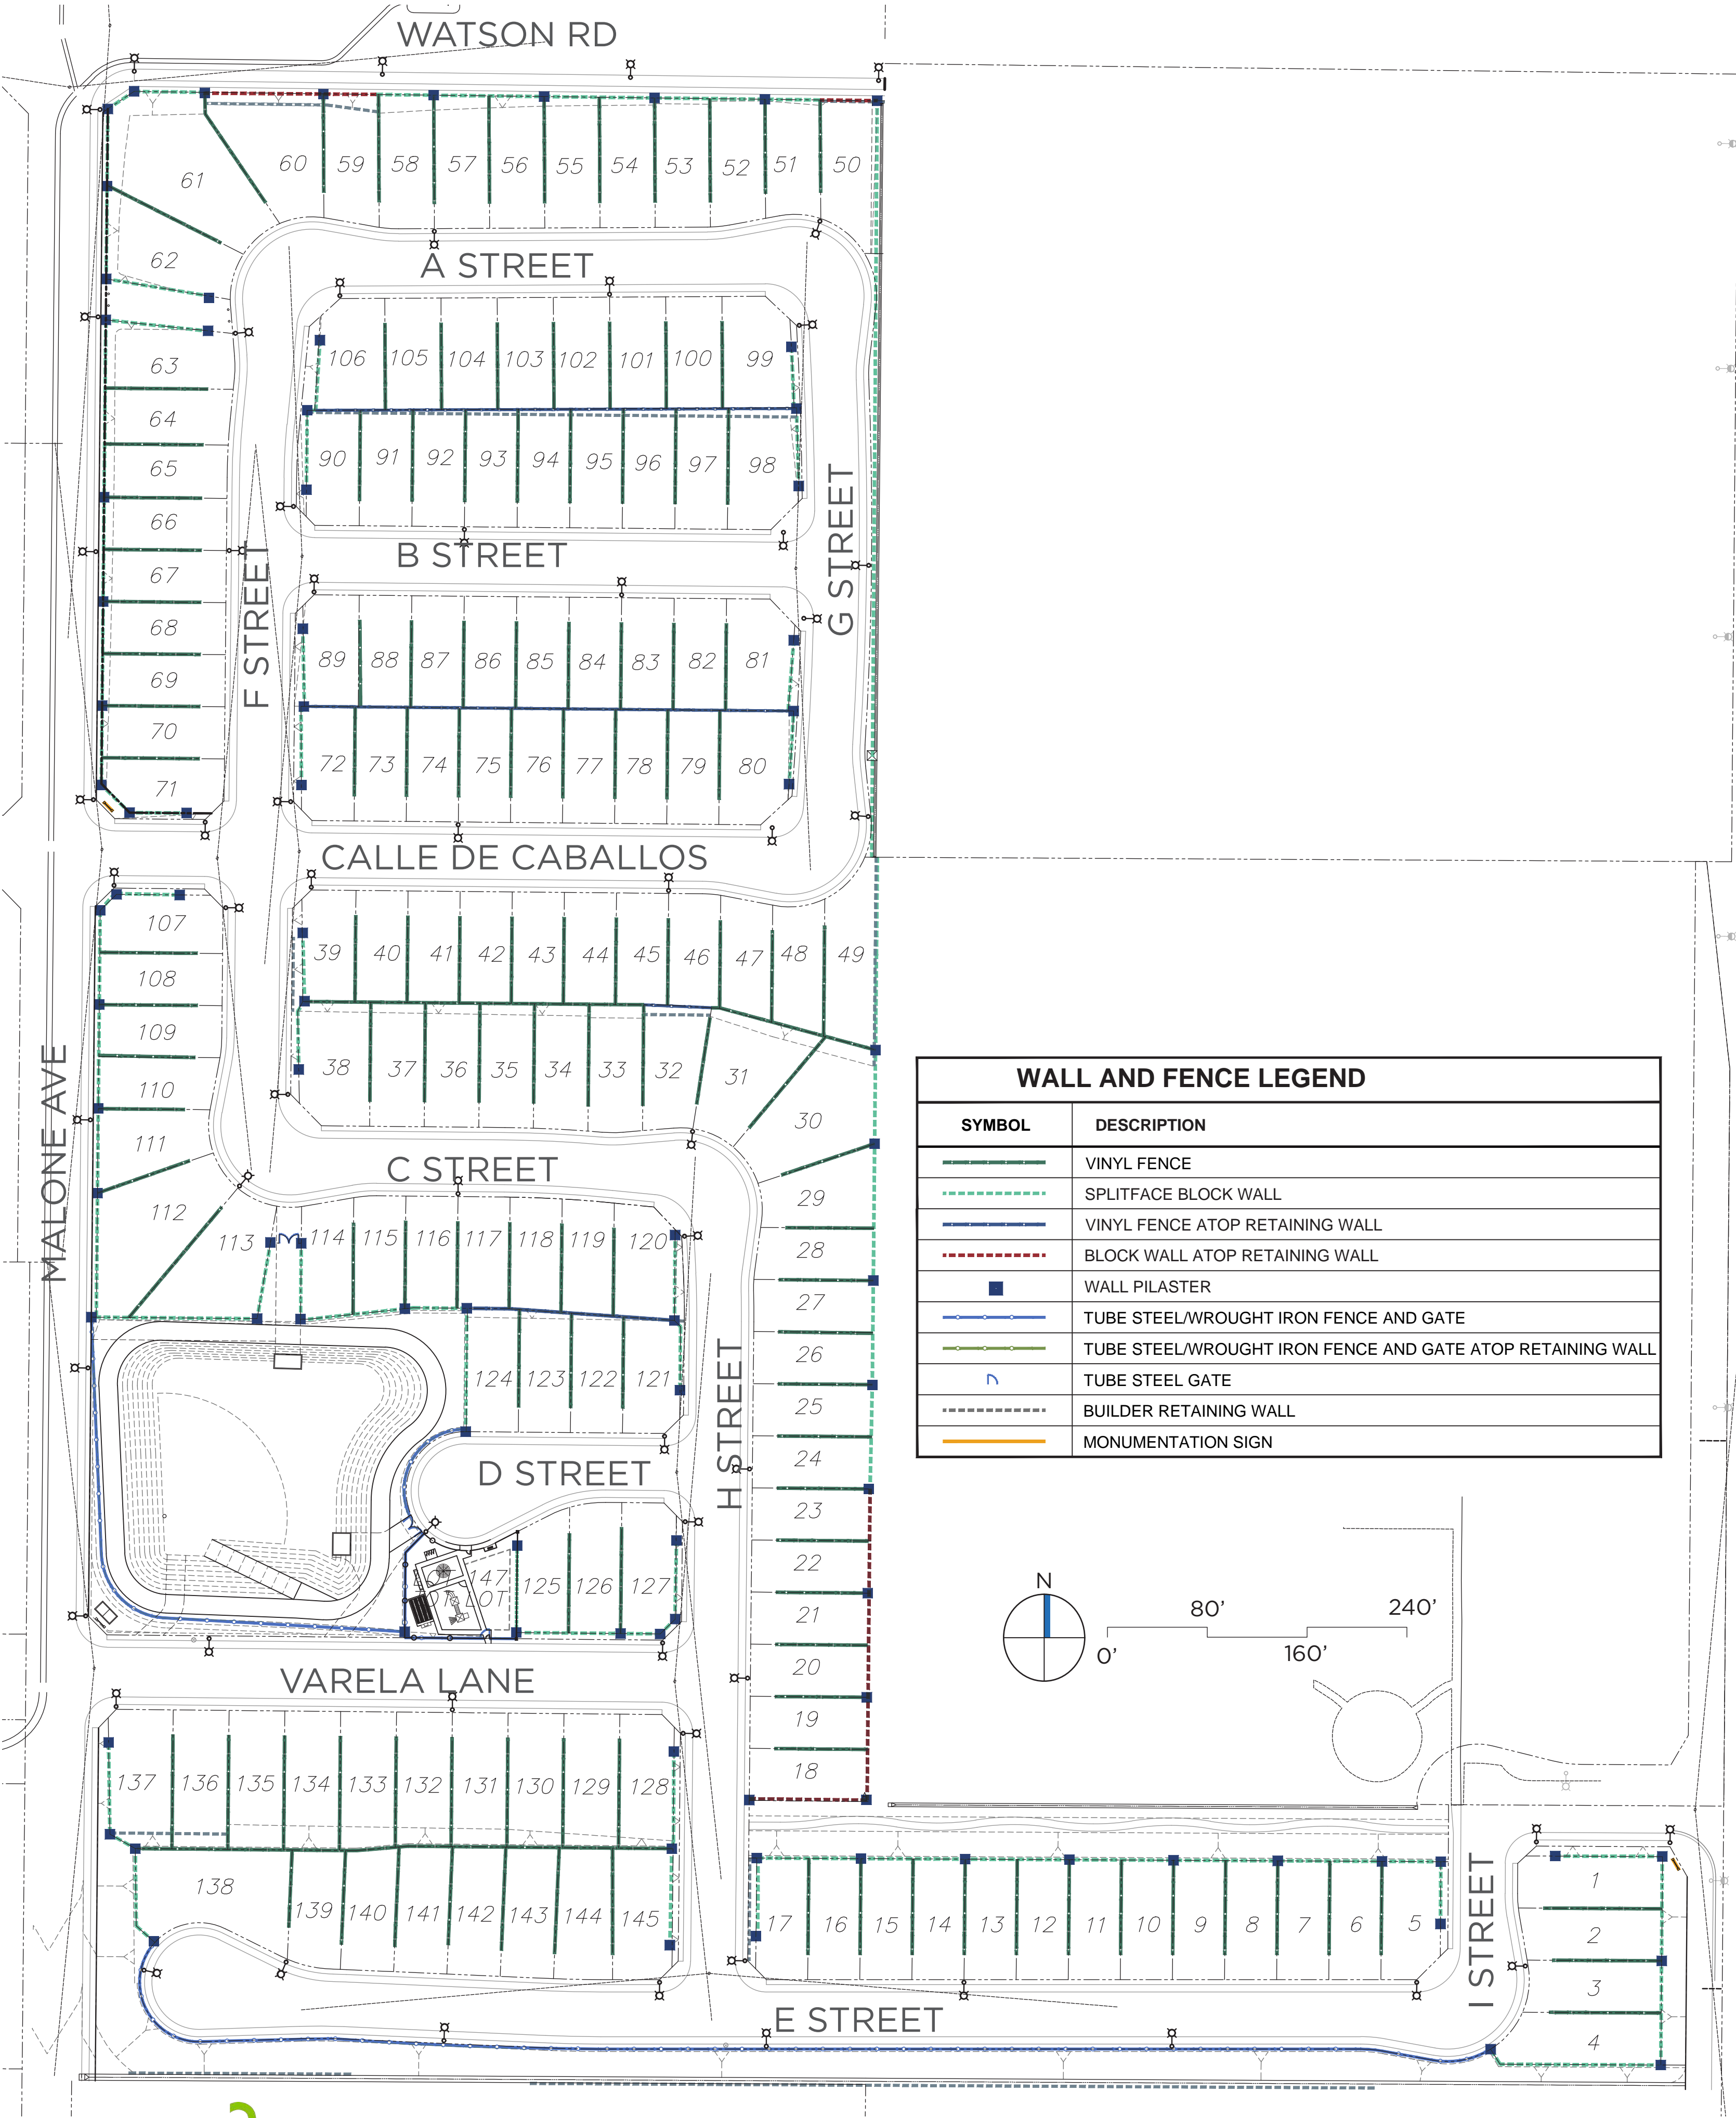 WATSON RD
60 59 58 57 56 55 54 53 52 51 50
61
62
A STREET
63
106 105 104 103 102 101 100 99
64
65
90 91 92 93 94 95 96 97 98
66
B STREET
67
F STREET
G STREET
68
89 88 87 86 85 84 83 82 81
69
70
72 73 74 75 76 77 78 79 80
71
CALLE DE CABALLOS
107
39 40 41 42 43 44 45 46 47 48 49
108
109
MALONE AVE
110
38 37 36 35 34 33 32 31
30
111
C STREET
29
112
113 114 115 116 117 118 119 120
28
27
26
124 123 122 121
25
H STREET
D STREET
24
23
22
147
125 126 127
21
20
VARELA LANE
19
18
137 136 135 134 133 132 131 130 129 128
138
139 140 141 142 143 144 145
17 16 15 14 13 12 11 10 9 8 7 6 5
I STREET
1
2
3
4
E STREET
WALL AND FENCE LEGEND
SYMBOL DESCRIPTION
VINYL FENCE
SPLITFACE BLOCK WALL
VINYL FENCE ATOP RETAINING WALL
BLOCK WALL ATOP RETAINING WALL
WALL PILASTER
TUBE STEEL/WROUGHT IRON FENCE AND GATE
TUBE STEEL/WROUGHT IRON FENCE AND GATE ATOP RETAINING WALL
TUBE STEEL GATE
BUILDER RETAINING WALL
MONUMENTATION SIGN
N
80’ 240’
0’ 160’